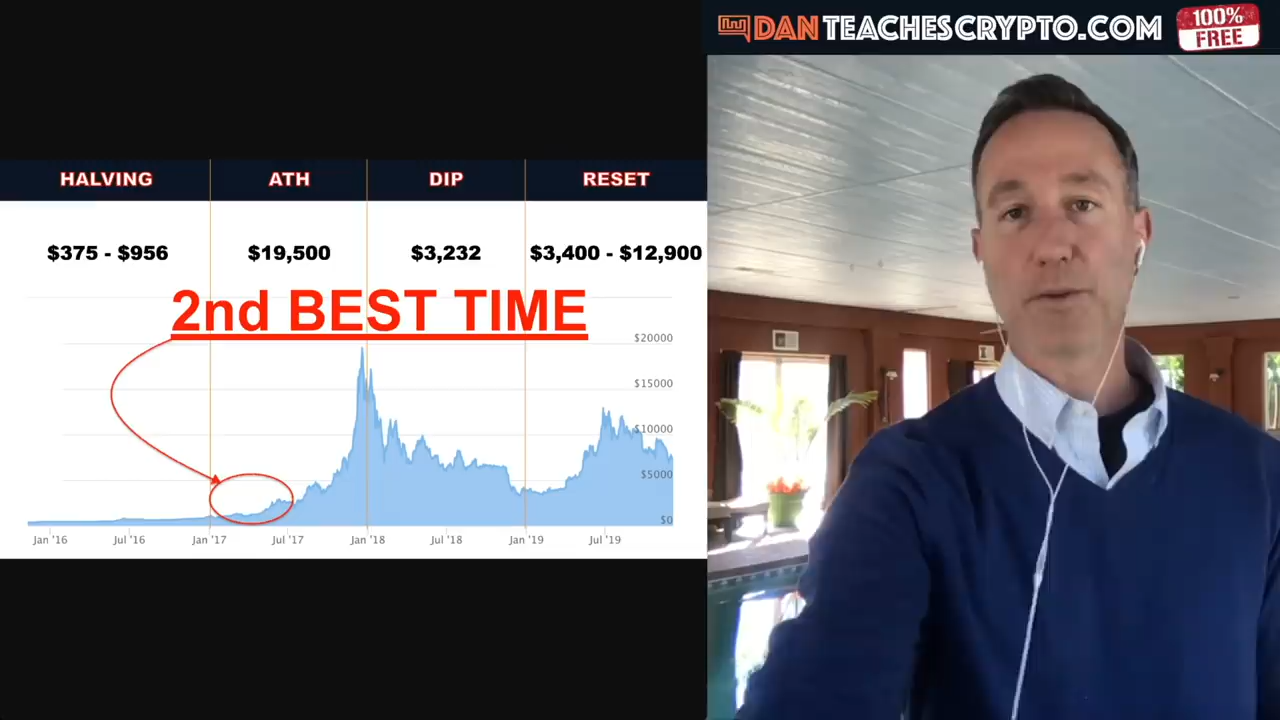 DANTEACHESCRYPTO.COM
100%
FREE
HALVING ATH DIP RESET
$375 - $956 $19,500 $3,232 $3,400 - $12,900
2nd BEST TIME
$20000
$15000
$10000
$5000
$0
Jan '16 Jul '16 Jan '17 Jul '17 Jan '18 Jul '18 Jan '19 Jul '19